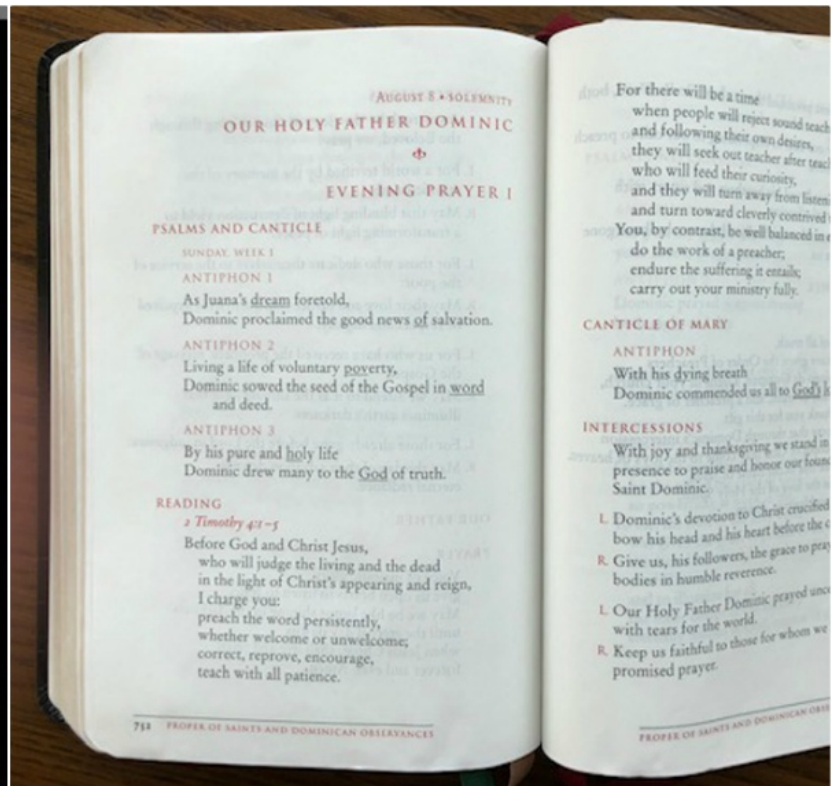 AUGUST 8 • SOLEMNITY
OUR HOLY FATHER DOMINIC
EVENING PRAYER I
PSALMS AND CANTICLE
SUNDAY, WEEK I
ANTIPHON 1
As Juana's dream foretold,
Dominic proclaimed the good news of salvation.
ANTIPHON 2
Living a life of voluntary poverty,
Dominic sowed the seed of the Gospel in word
and deed.
ANTIPHON 3
By his pure and holy life
Dominic drew many to the God of truth.
READING
2 Timothy 4:1–5
Before God and Christ Jesus,
who will judge the living and the dead
in the light of Christ's appearing and reign,
I charge you:
preach the word persistently,
whether welcome or unwelcome;
correct, reprove, encourage,
teach with all patience.
752 PROPER OF SAINTS AND DOMINICAN OBSERVANCES
For there will be a time
when people will reject sound
and following their own desires,
they will seek out teacher after
who will feed their curiosity,
and they will turn away from
and turn toward cleverly contrived
You, by contrast, be well balanced in
do the work of a preacher;
endure the suffering it entails;
carry out your ministry fully.
CANTICLE OF MARY
ANTIPHON
With his dying breath
Dominic commended us all to God's
INTERCESSIONS
With joy and thanksgiving we stand in
presence to praise and honor our
Saint Dominic.
L Dominic's devotion to Christ crucified
bow his head and his heart before the
R Give us, his followers, the grace to
bodies in humble reverence.
L Our Holy Father Dominic prayed
with tears for the world.
R Keep us faithful to those for whom we
promised prayer.
PROPER OF SAINTS AND DOMINICAN